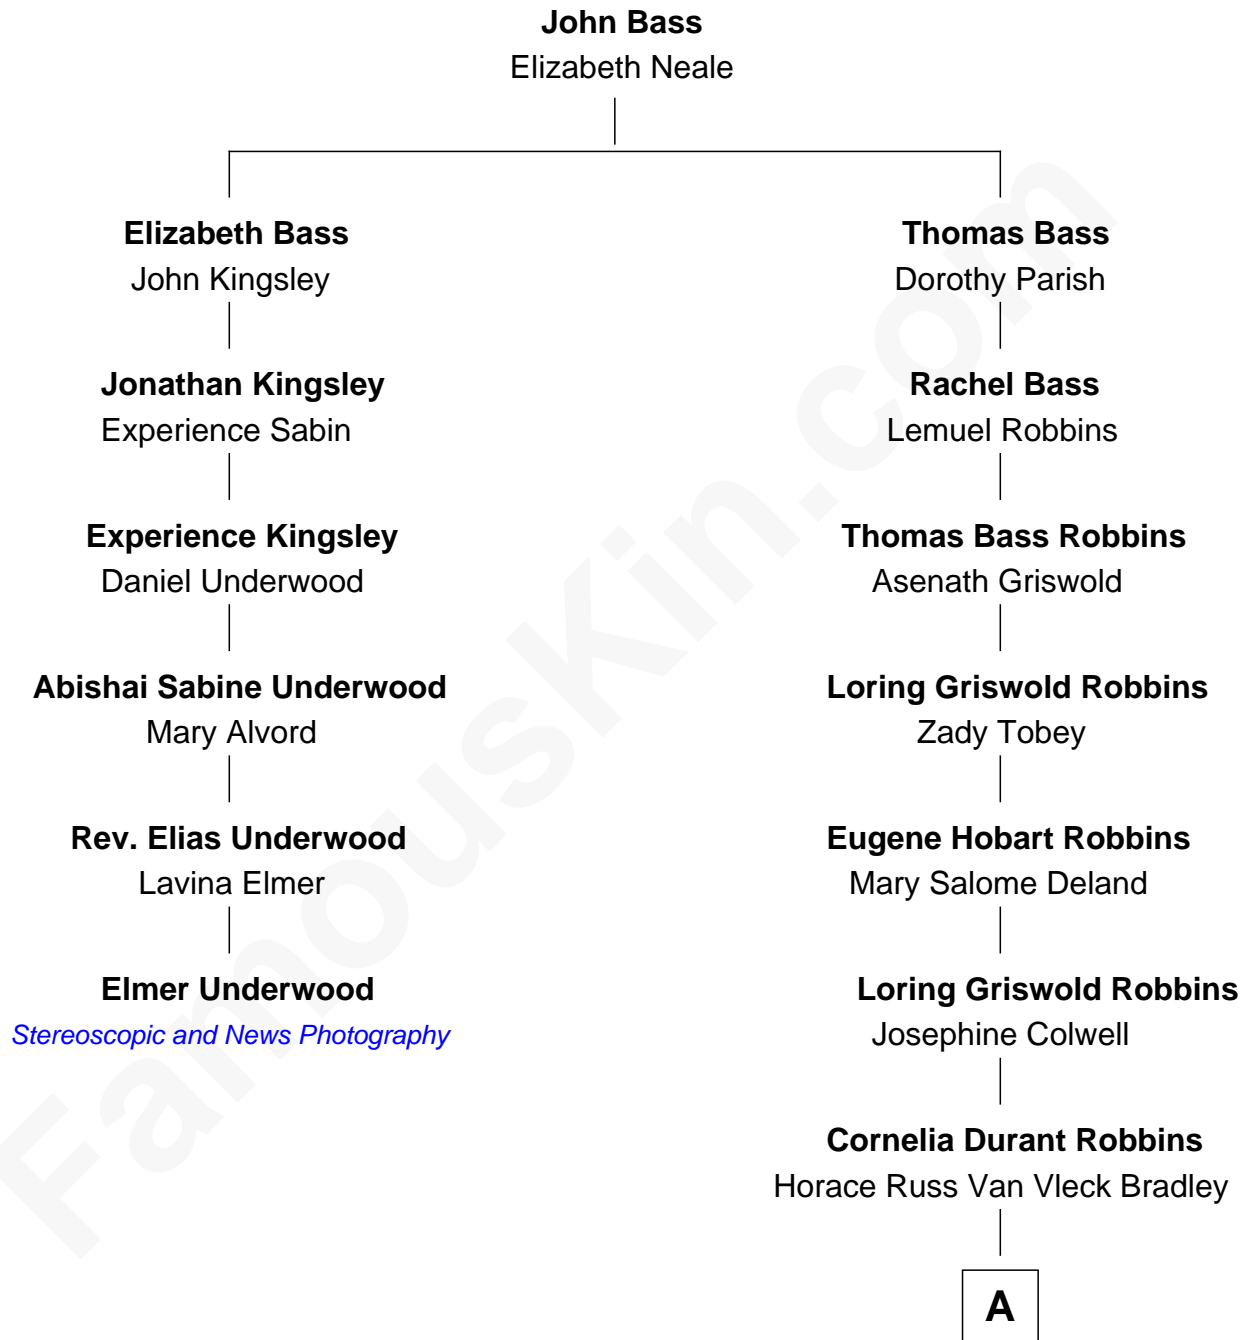 John Bass
Elizabeth Neale
Elizabeth Bass
John Kingsley
Jonathan Kingsley
Experience Sabin
Experience Kingsley
Daniel Underwood
Abishai Sabine Underwood
Mary Alvord
Rev. Elias Underwood
Lavina Elmer
Elmer Underwood
Stereoscopic and News Photography
Thomas Bass
Dorothy Parish
Rachel Bass
Lemuel Robbins
Thomas Bass Robbins
Asenath Griswold
Loring Griswold Robbins
Zady Tobey
Eugene Hobart Robbins
Mary Salome Deland
Loring Griswold Robbins
Josephine Colwell
Cornelia Durant Robbins
Horace Russ Van Vleck Bradley
A
FamousKin.com